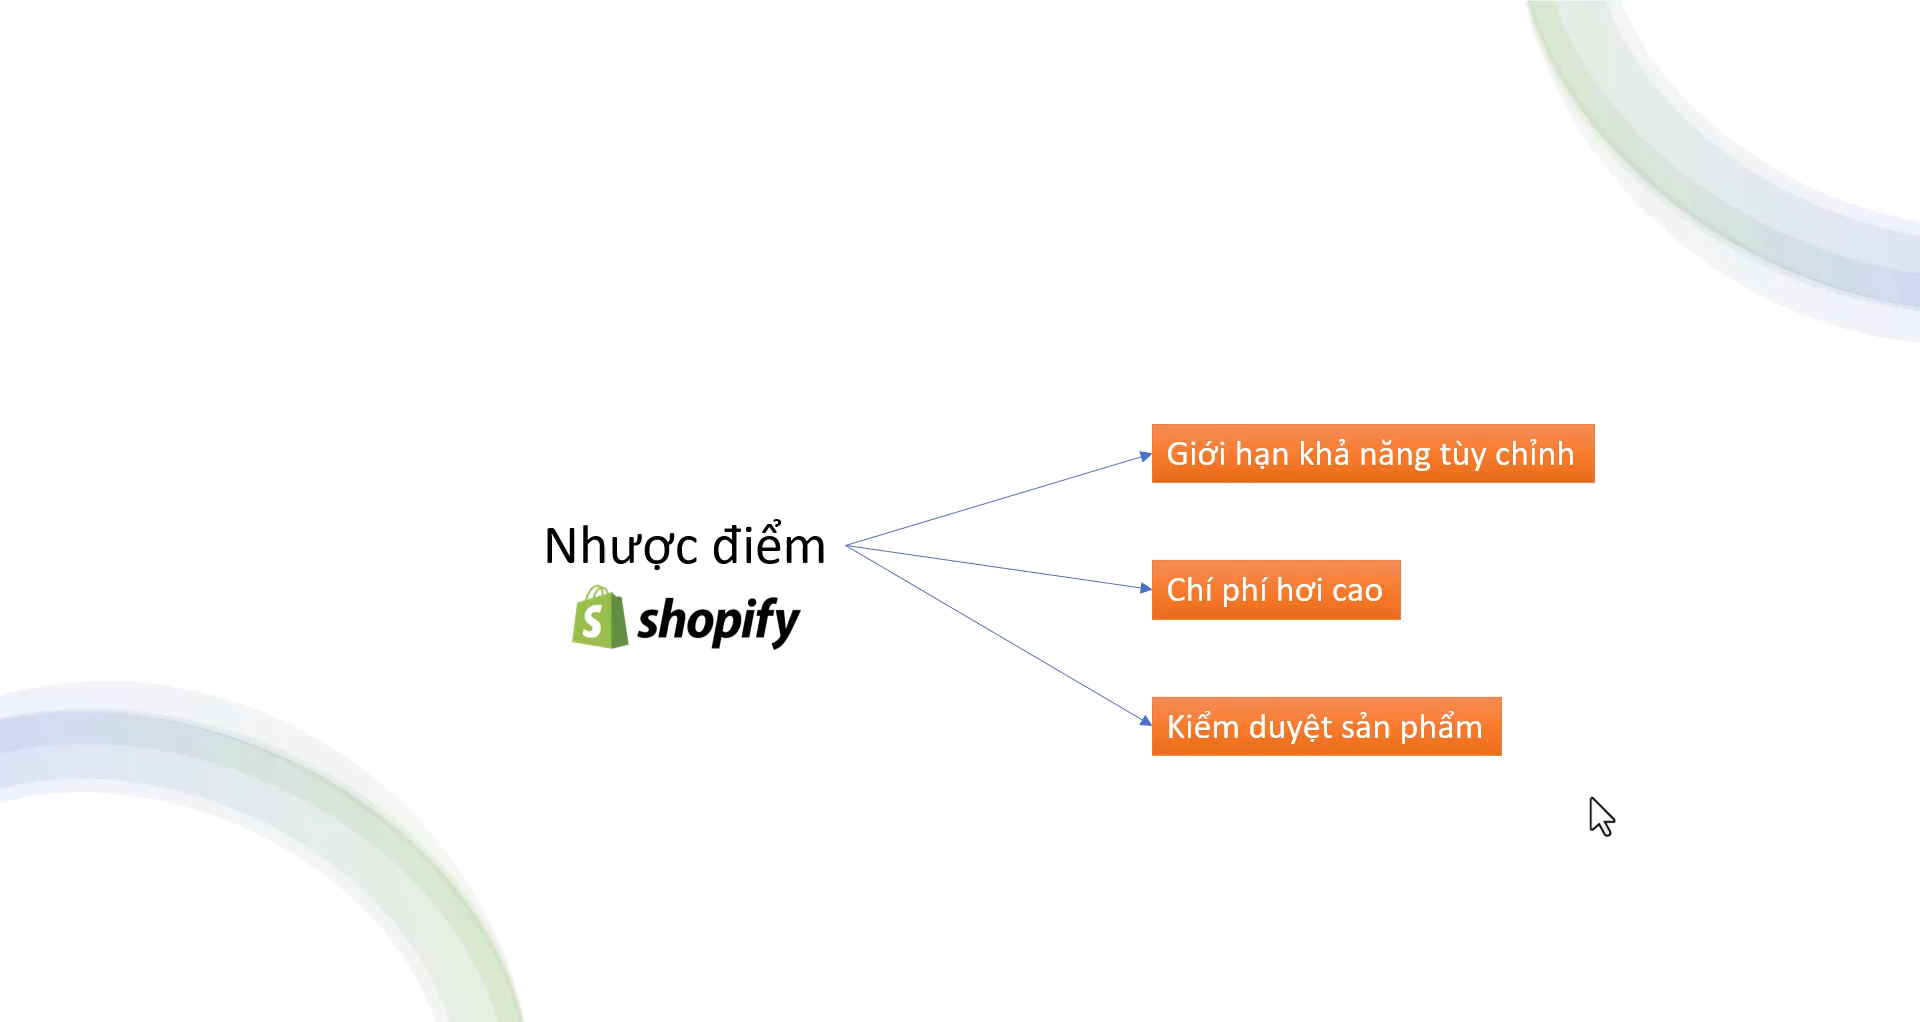 Nhược điểm
shopify
Giới hạn khả năng tùy chỉnh
Chí phí hơi cao
Kiểm duyệt sản phẩm